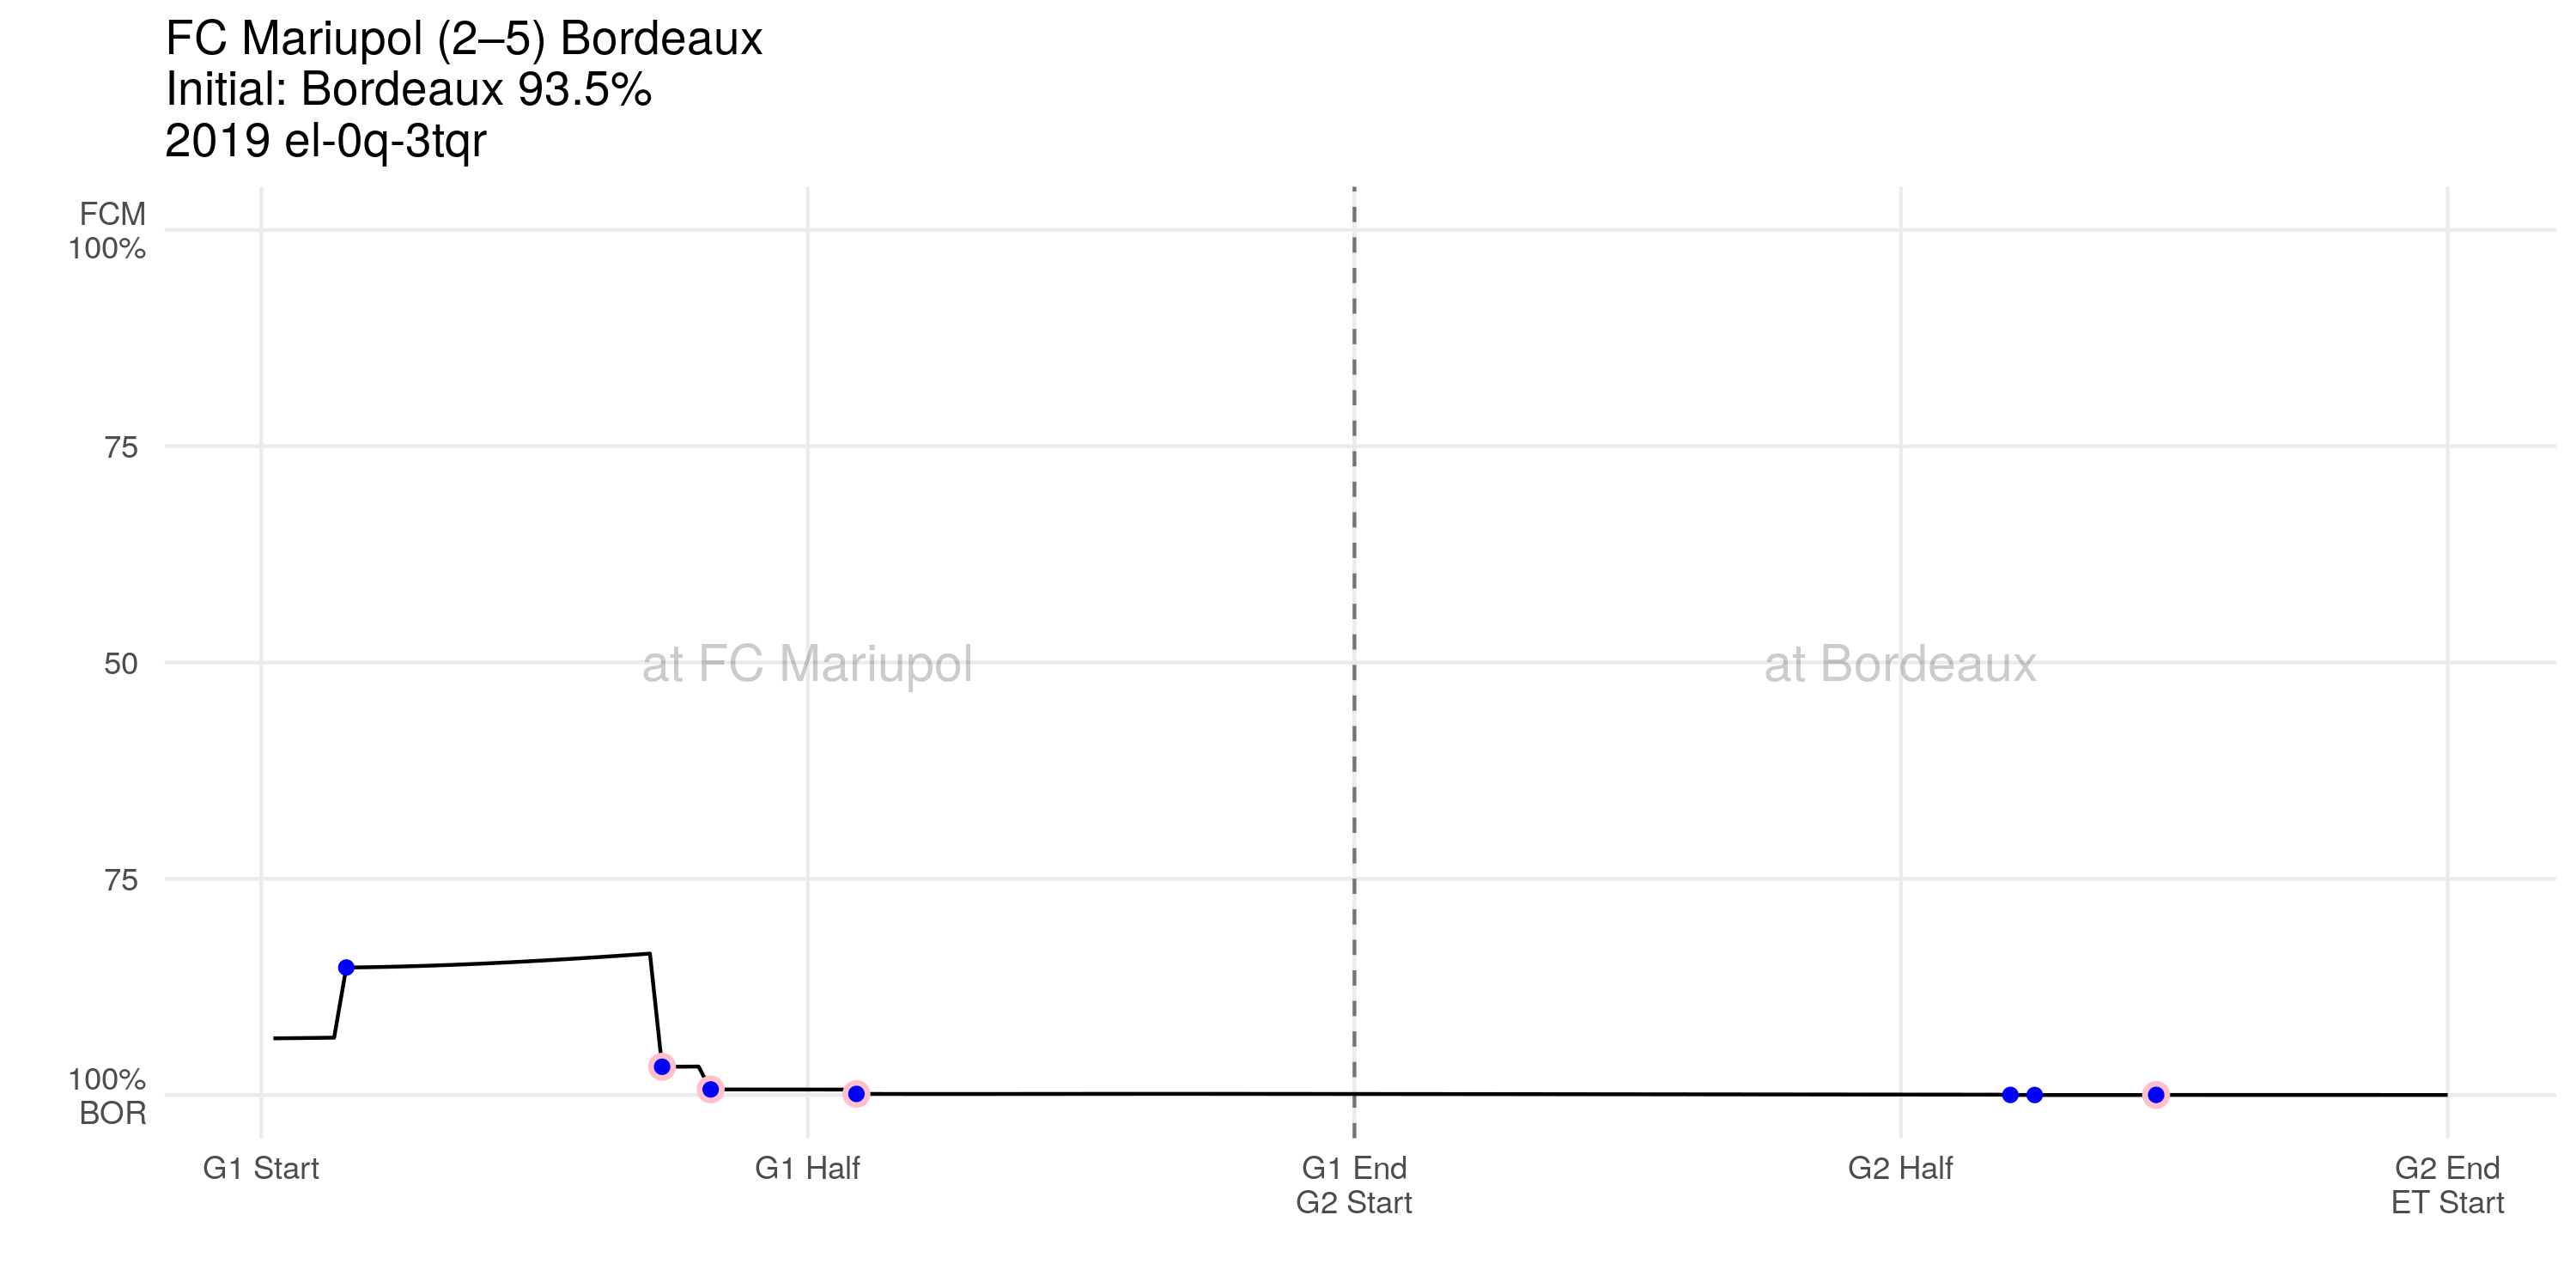 FC Mariupol (2–5) Bordeaux
Initial: Bordeaux 93.5%
2019 el-0q-3tqr
FCM
100%
75
50
75
100%
BOR
at FC Mariupol
at Bordeaux
G1 Start
G1 Half
G1 End
G2 Start
G2 Half
G2 End
ET Start